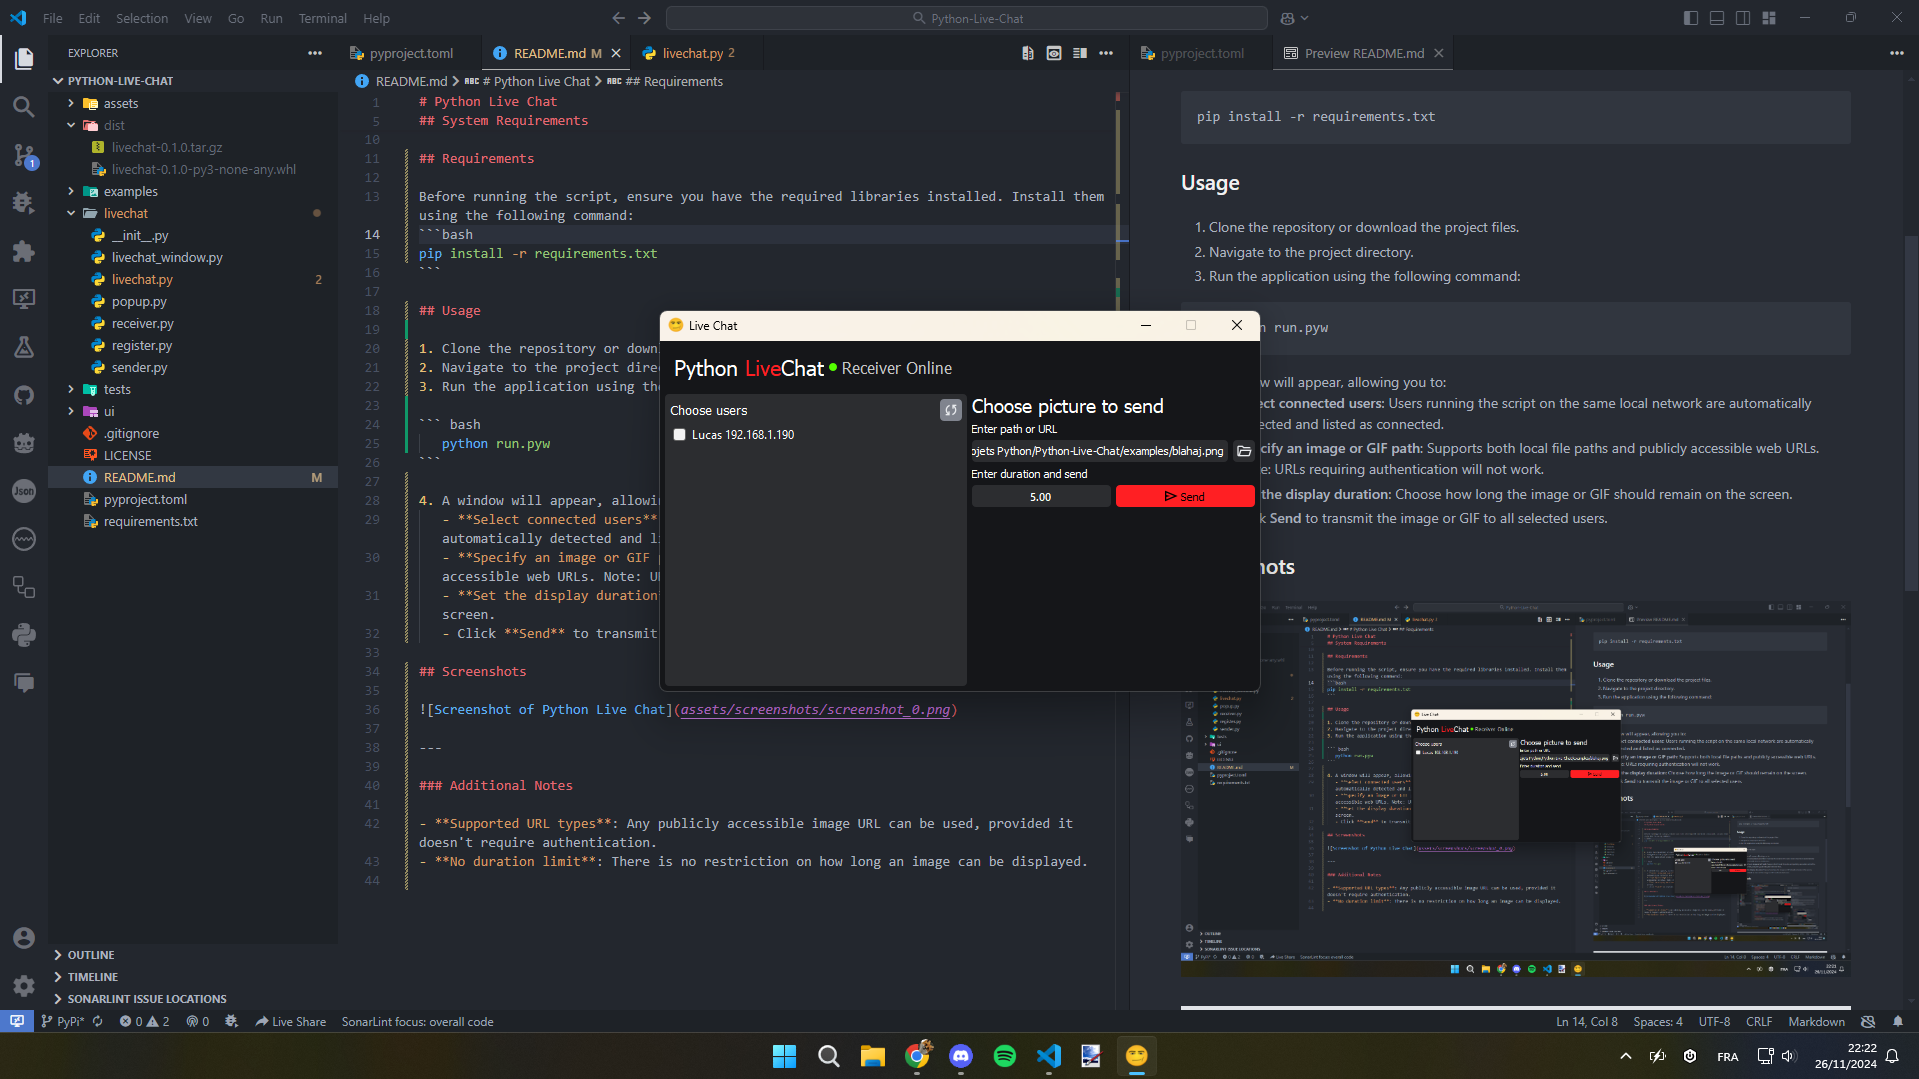 File Edit Selection View Go Run Terminal Help
Python-Live-Chat
EXPLORER
PYTHON-LIVE-CHAT
assets
dist
livechat-0.1.0.tar.gz
livechat-0.1.0-py3-none-any.whl
examples
livechat
__init__.py
livechat_window.py
livechat.py 2
popup.py
receiver.py
register.py
sender.py
tests
ui
.gitignore
LICENSE
README.md M
pyproject.toml
requirements.txt
OUTLINE
TIMELINE
SONARLINT ISSUE LOCATIONS
pyproject.toml
README.md M
livechat.py 2
README.md > # Python Live Chat > ## Requirements
1 # Python Live Chat
5 ## System Requirements
10
11 ## Requirements
12
13 Before running the script, ensure you have the required libraries installed. Install them
using the following command:
14 ```bash
15 pip install -r requirements.txt
16 ```
17
18 ## Usage
19
20 1. Clone the repository or down
21 2. Navigate to the project dire
22 3. Run the application using the
23
24 ``` bash
25 python run.pyw
26 ```
27
28 4. A window will appear, allowin
29 - **Select connected users**
automatically detected and li
30 - **Specify an image or GIF p
accessible web URLs. Note: UR
31 - **Set the display duration*
screen.
32 - Click **Send** to transmit
33
34 ## Screenshots
35
36 ![Screenshot of Python Live Chat](assets/screenshots/screenshot_0.png)
37
38 ---
39
40 ### Additional Notes
41
42 - **Supported URL types**: Any publicly accessible image URL can be used, provided it
doesn't require authentication.
43 - **No duration limit**: There is no restriction on how long an image can be displayed.
44
Live Chat
Python LiveChat Receiver Online
Choose users
Lucas 192.168.1.190
Choose picture to send
Enter path or URL
ojets Python/Python-Live-Chat/examples/blahaj.png
Enter duration and send
5.00
Send
pyproject.toml
Preview README.md
pip install -r requirements.txt
Usage
1. Clone the repository or download the project files.
2. Navigate to the project directory.
3. Run the application using the following command:
run.pyw
w will appear, allowing you to:
ct connected users: Users running the script on the same local network are automatically
ected and listed as connected.
cify an image or GIF path: Supports both local file paths and publicly accessible web URLs.
e: URLs requiring authentication will not work.
the display duration: Choose how long the image or GIF should remain on the screen.
k Send to transmit the image or GIF to all selected users.
ots
PyPi* 0 2 0 Live Share SonarLint focus: overall code
Ln 14, Col 8 Spaces: 4 UTF-8 CRLF Markdown
FRA
22:22
26/11/2024